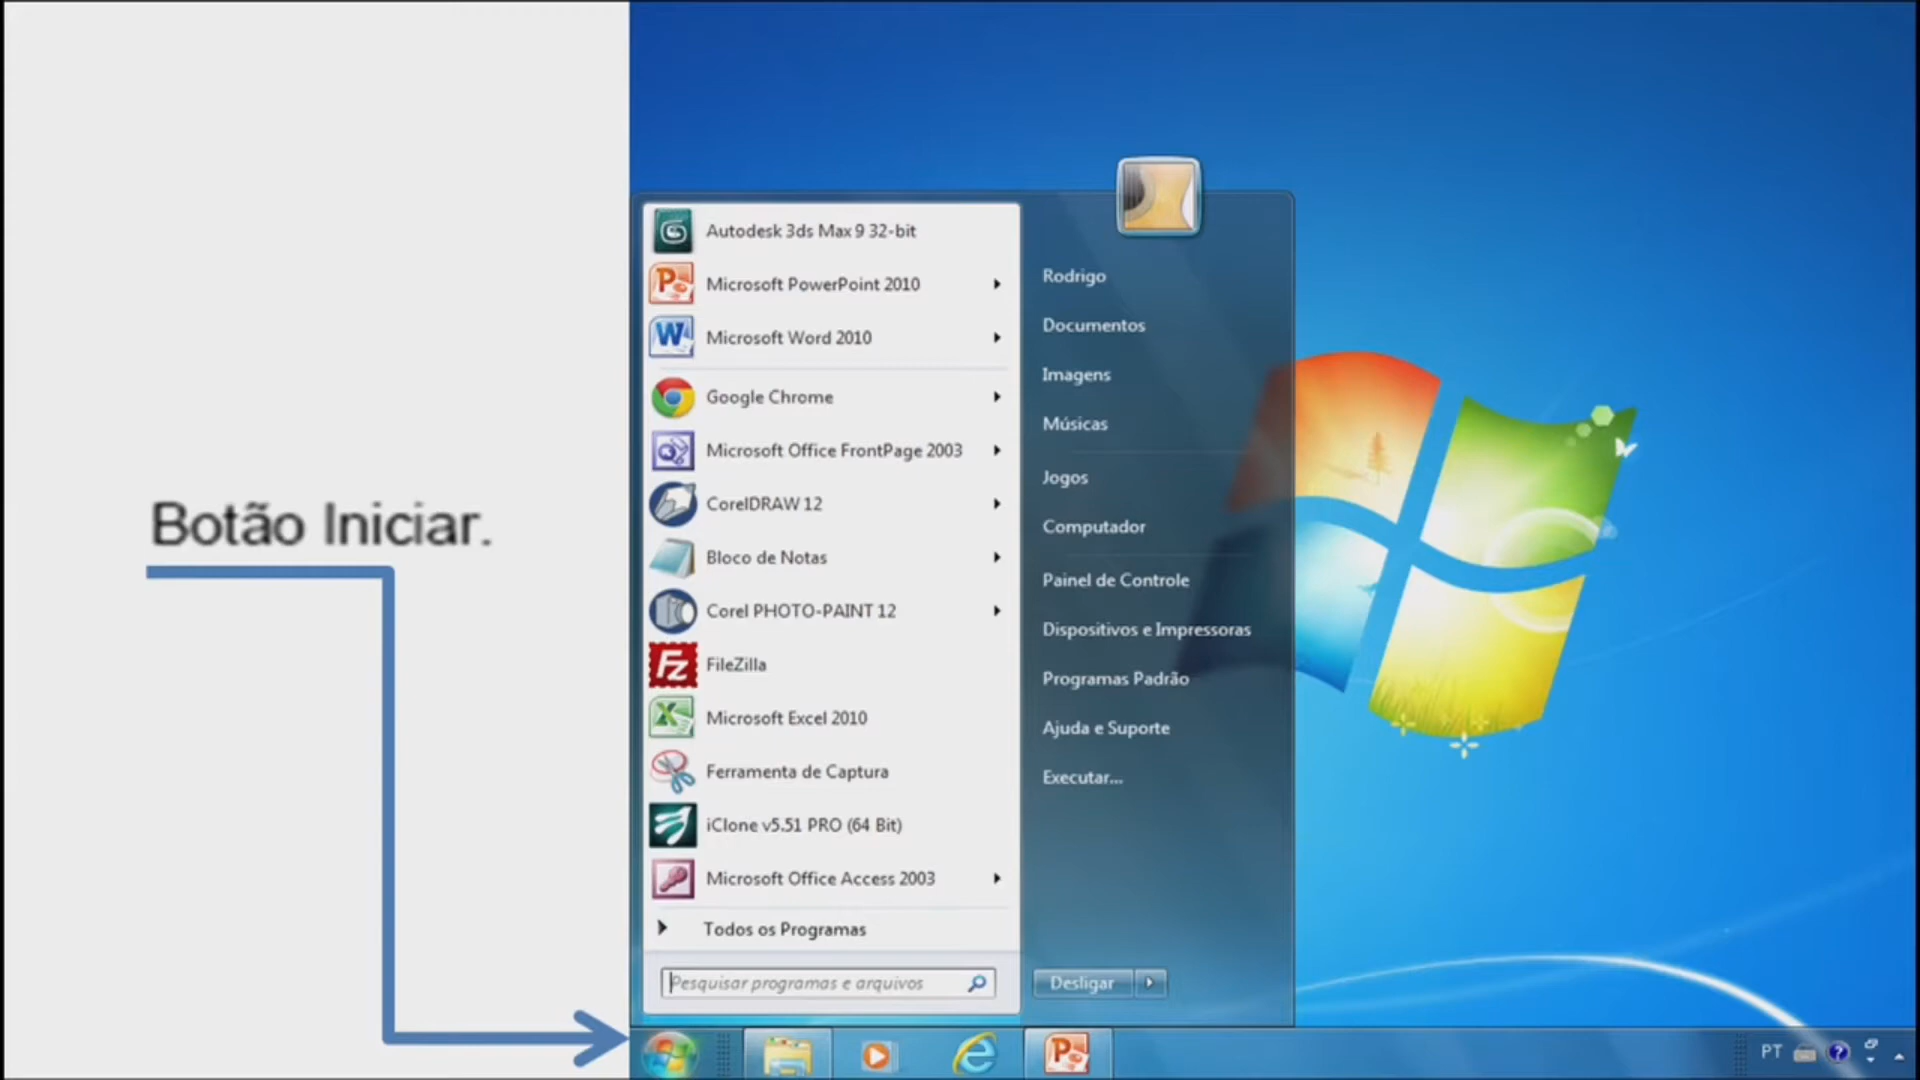 Botão Iniciar.
Autodesk 3ds Max 9 32-bit
Microsoft PowerPoint 2010
Microsoft Word 2010
Google Chrome
Microsoft Office FrontPage 2003
CorelDRAW 12
Bloco de Notas
Corel PHOTO-PAINT 12
FileZilla
Microsoft Excel 2010
Ferramenta de Captura
iClone v5.51 PRO (64 Bit)
Microsoft Office Access 2003
Todos os Programas
Pesquisar programas e arquivos
Rodrigo
Documentos
Imagens
Músicas
Jogos
Computador
Painel de Controle
Dispositivos e Impressoras
Programas Padrão
Ajuda e Suporte
Executar...
Desligar
PT